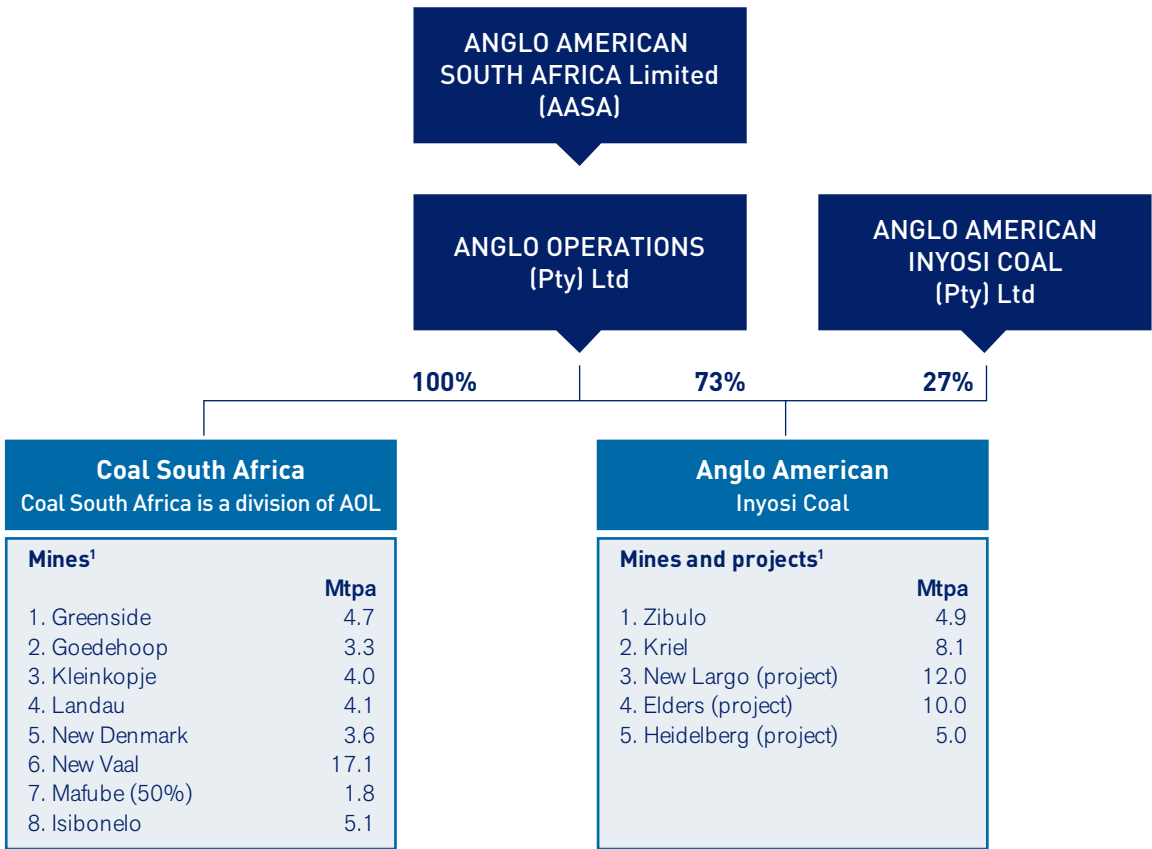 ANGLO AMERICAN
SOUTH AFRICA Limited
(AASA)
ANGLO OPERATIONS
(Pty) Ltd
ANGLO AMERICAN
INYOSI COAL
(Pty) Ltd
100%
73%
27%
Coal South Africa
Coal South Africa is a division of AOL
Mines¹
Mtpa
1. Greenside 4.7
2. Goedehoop 3.3
3. Kleinkopje 4.0
4. Landau 4.1
5. New Denmark 3.6
6. New Vaal 17.1
7. Mafube (50%) 1.8
8. Isibonelo 5.1
Anglo American
Inyosi Coal
Mines and projects¹
Mtpa
1. Zibulo 4.9
2. Kriel 8.1
3. New Largo (project) 12.0
4. Elders (project) 10.0
5. Heidelberg (project) 5.0